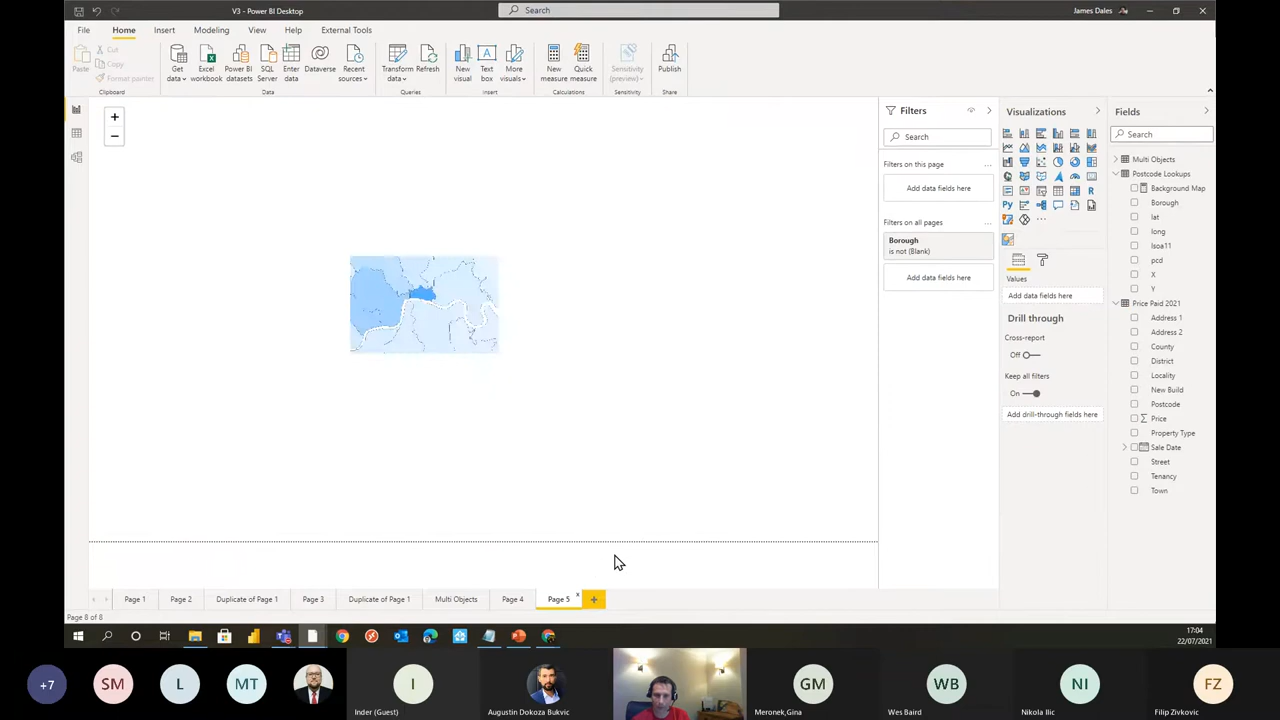 V3 - Power BI Desktop
Search
James Dales
File
Home
Insert
Modeling
View
Help
External Tools
Paste
Cut
Copy
Format painter
Clipboard
Get data
Excel workbook
Power BI datasets
SQL Server
Enter data
Dataverse
Recent sources
Data
Transform data
Refresh
Queries
New visual
Text box
More visuals
Insert
New measure
Quick measure
Calculations
Sensitivity (preview)
Sensitivity
Publish
Share
+
−
Filters
Search
Filters on this page
...
Add data fields here
Filters on all pages
...
Borough
is not (Blank)
Add data fields here
Visualizations
R
Py
...
Values
Add data fields here
Drill through
Cross-report
Off
Keep all filters
On
Add drill-through fields here
Fields
Search
Multi Objects
Postcode Lookups
Background Map
Borough
lat
long
lsoa11
pcd
X
Y
Price Paid 2021
Address 1
Address 2
County
District
Locality
New Build
Postcode
Σ Price
Property Type
Sale Date
Street
Tenancy
Town
Page 1
Page 2
Duplicate of Page 1
Page 3
Duplicate of Page 1
Multi Objects
Page 4
Page 5
x
+
Page 8 of 8
17:04
22/07/2021
+7
SM
L
MT
I
Inder (Guest)
Augustin Dokoza Bukvic
GM
Meronek,Gina
WB
Wes Baird
NI
Nikola Ilic
FZ
Filip Zivkovic